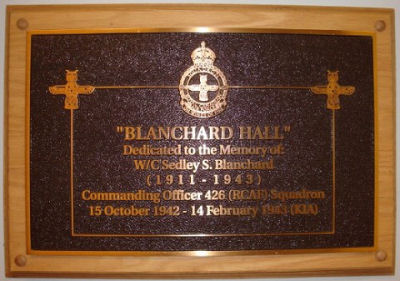 "BLANCHARD HALL"
Dedicated to the Memory of:
W/C Sedley S. Blanchard
(1911 - 1943)
Commanding Officer 426 (RCAF) Squadron
15 October 1942 - 14 February 1943 (KIA)